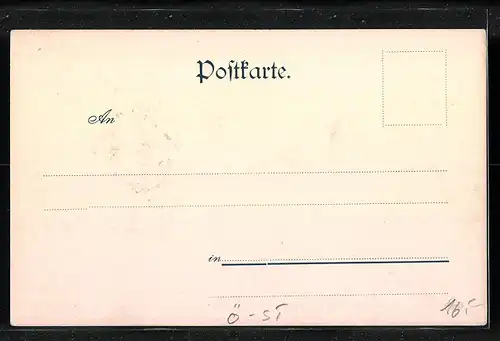 Postkarte.
An
in
Ö - ST
16.-